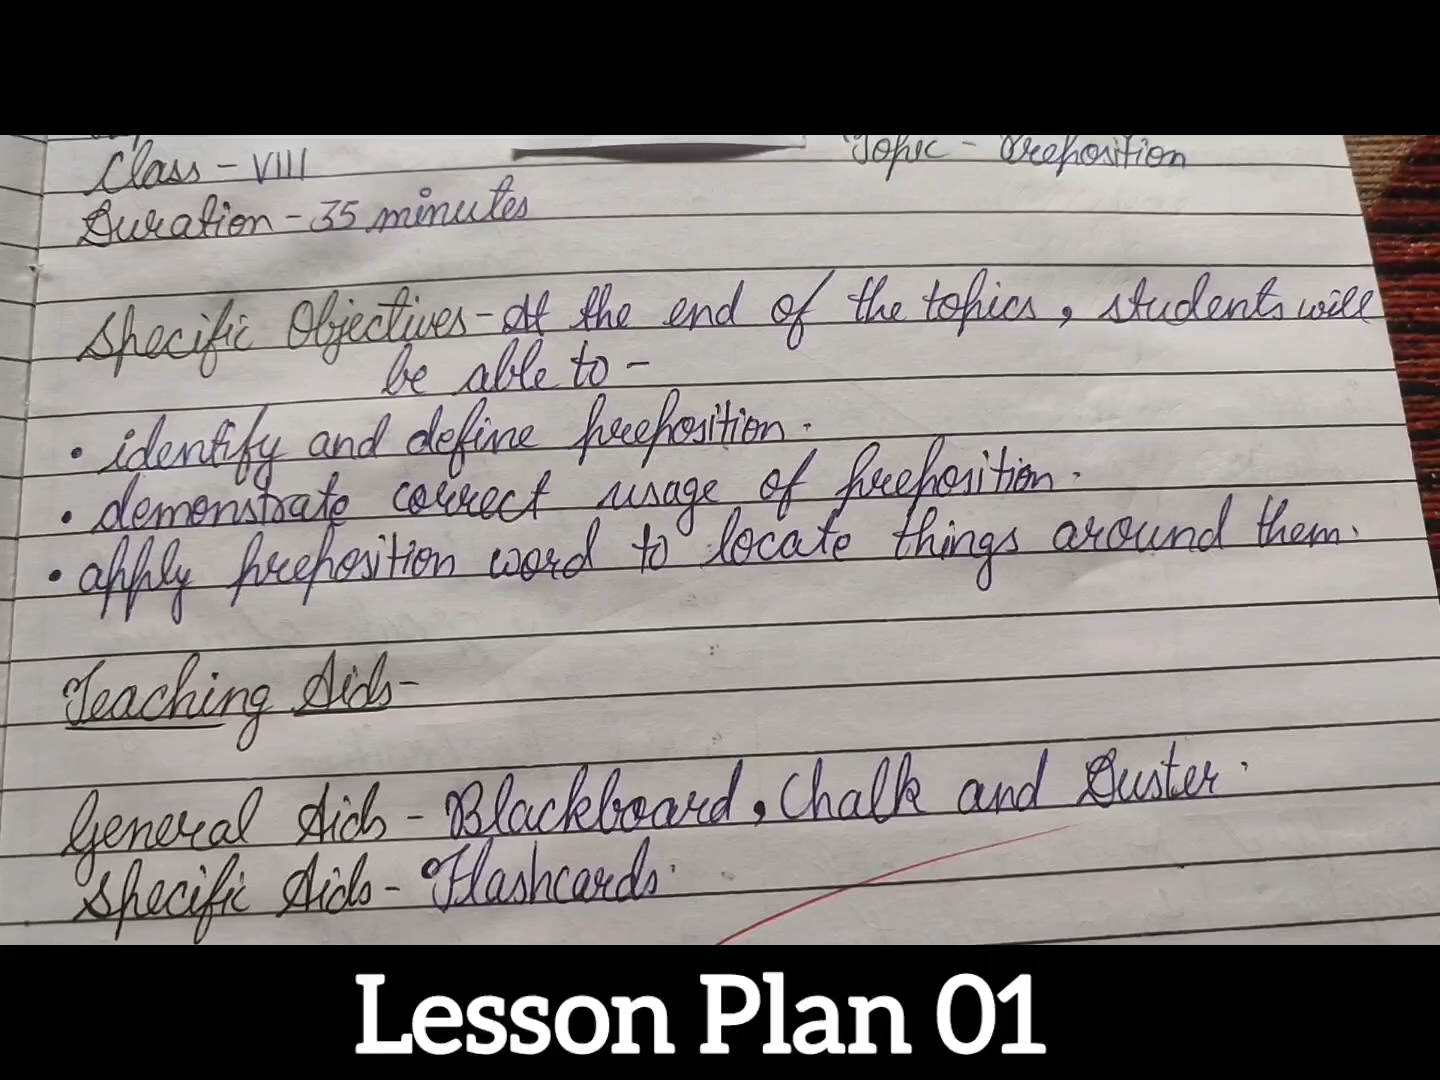 Class - VIII
Topic - Preposition
Duration - 35 minutes
Specific Objectives - At the end of the topics, students will
be able to -
• identify and define preposition.
• demonstrate correct usage of preposition.
• apply preposition word to locate things around them.
Teaching Aids -
General Aids - Blackboard, Chalk and Duster.
Specific Aids - Flashcards.
Lesson Plan 01